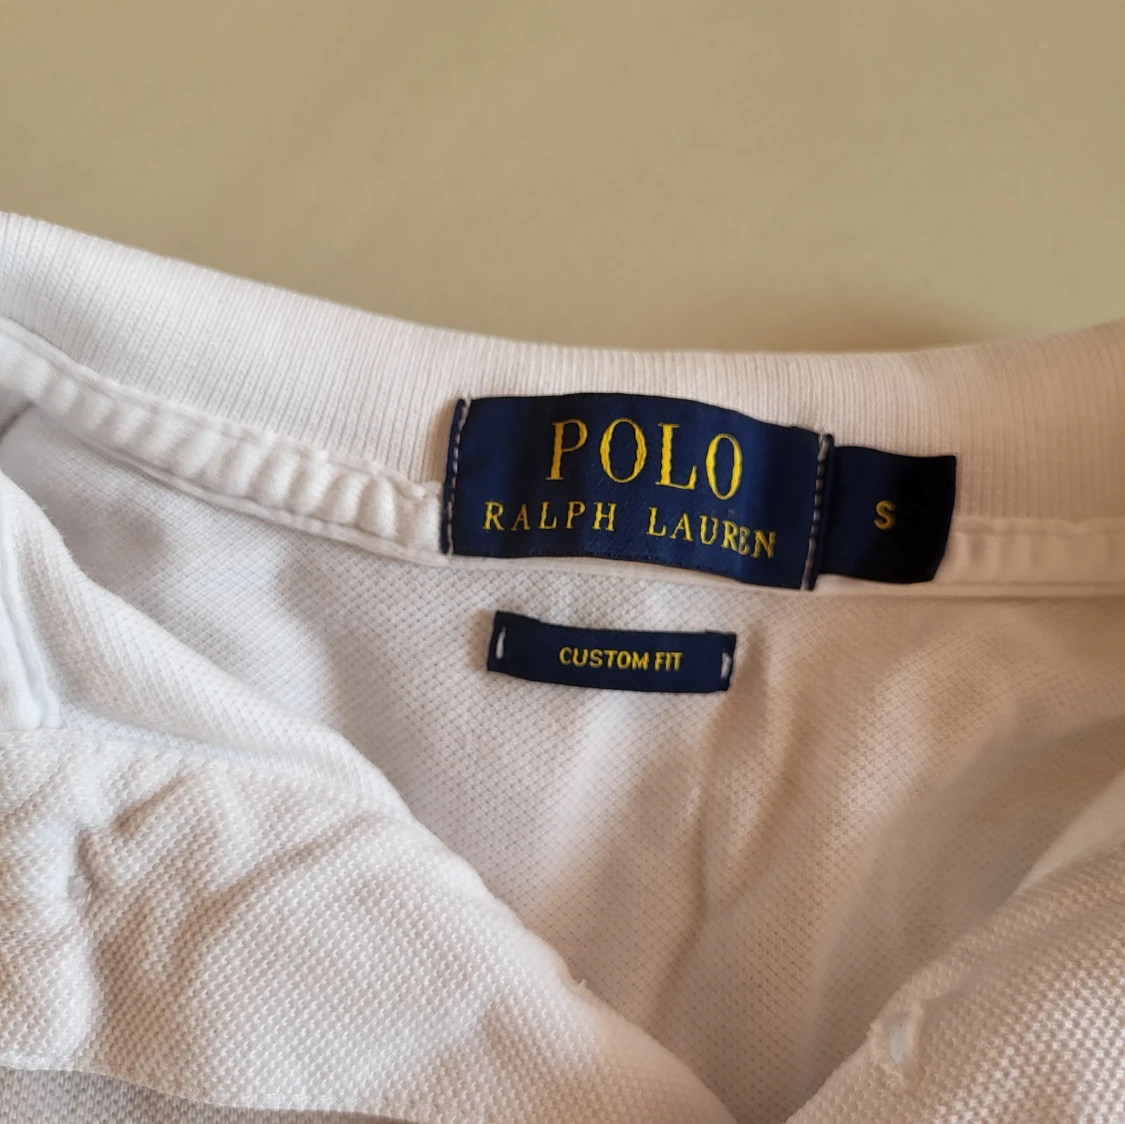 POLO
RALPH LAUREN
S
CUSTOM FIT